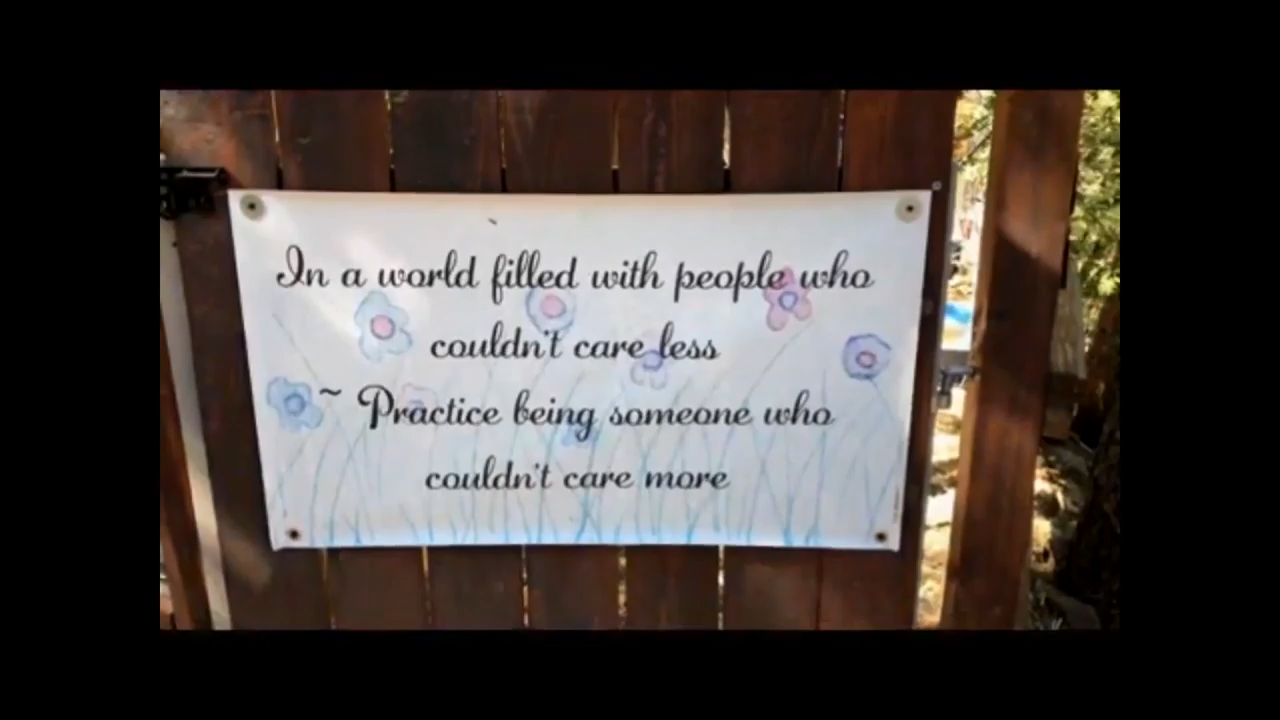 In a world filled with people who
couldn't care less
~ Practice being someone who
couldn't care more